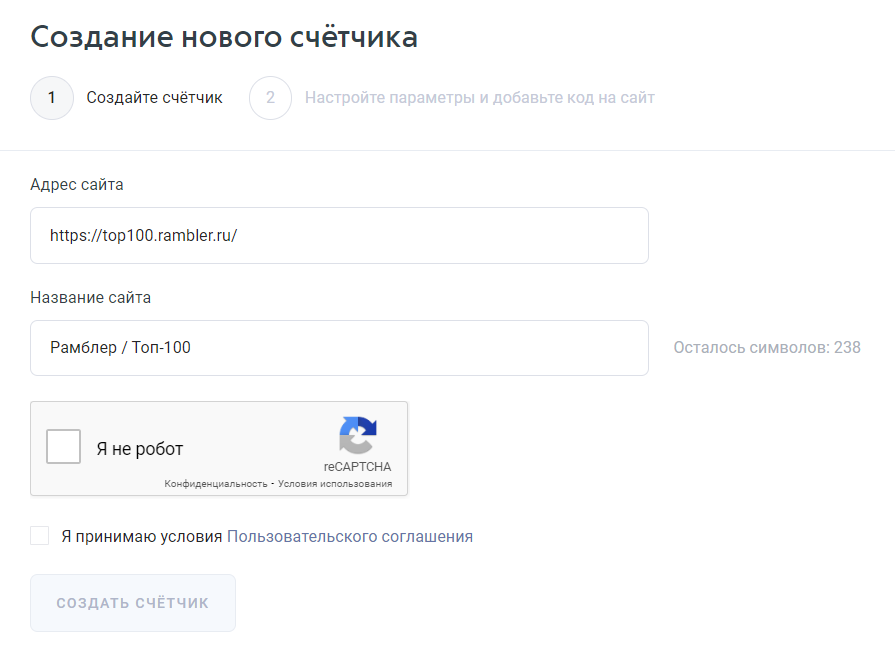 Создание нового счётчика
1 Создайте счётчик 2 Настройте параметры и добавьте код на сайт
Адрес сайта
https://top100.rambler.ru/
Название сайта
Рамблер / Топ-100 Осталось символов: 238
Я не робот
reCAPTCHA
Конфиденциальность - Условия использования
Я принимаю условия Пользовательского соглашения
СОЗДАТЬ СЧЁТЧИК